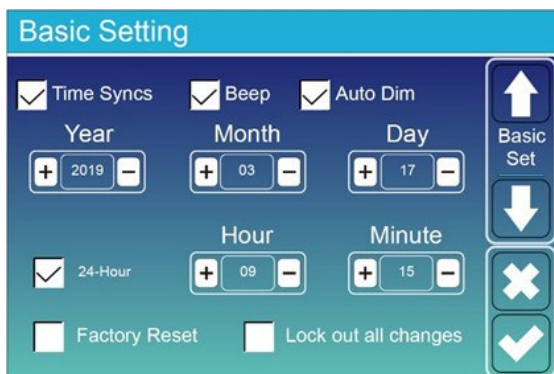 Basic Setting
Time Syncs Beep Auto Dim
Year Month Day
+ 2019 - + 03 - + 17 -
Basic
Set
Hour Minute
24-Hour + 09 - + 15 -
Factory Reset Lock out all changes